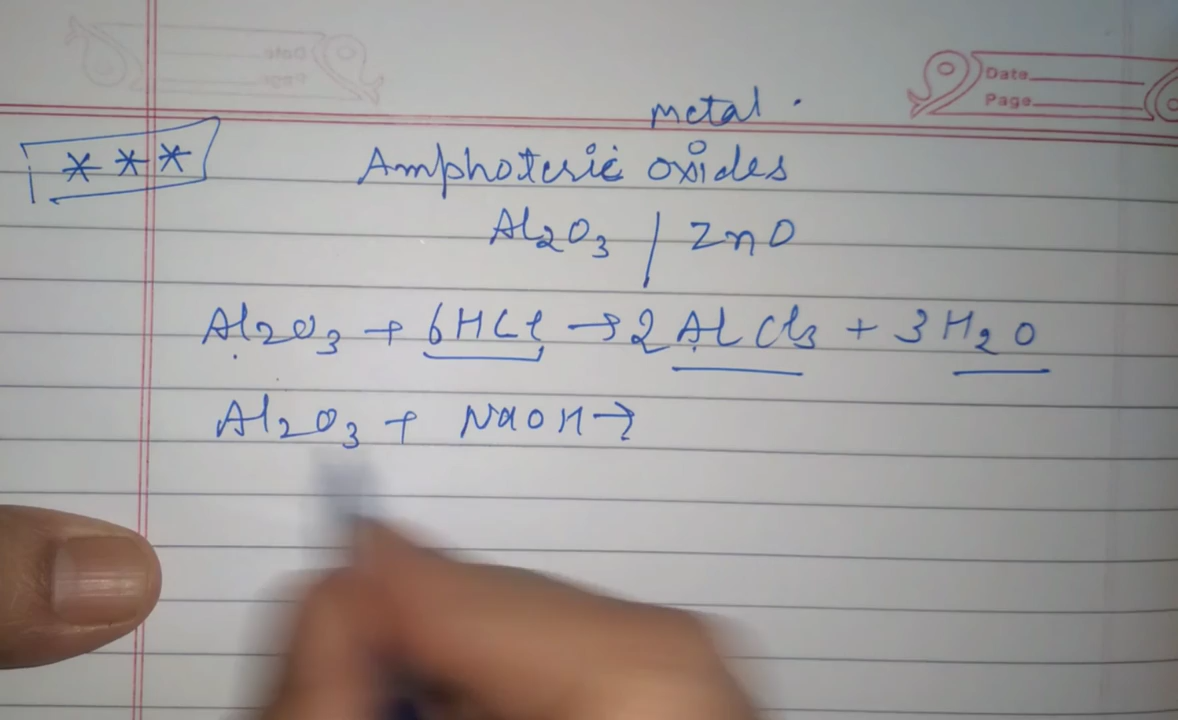 Date
Page
metal.
*** Amphoteric oxides
Al₂O₃ / ZnO
Al₂O₃ + 6HCl → 2AlCl₃ + 3H₂O
Al₂O₃ + NaOH →